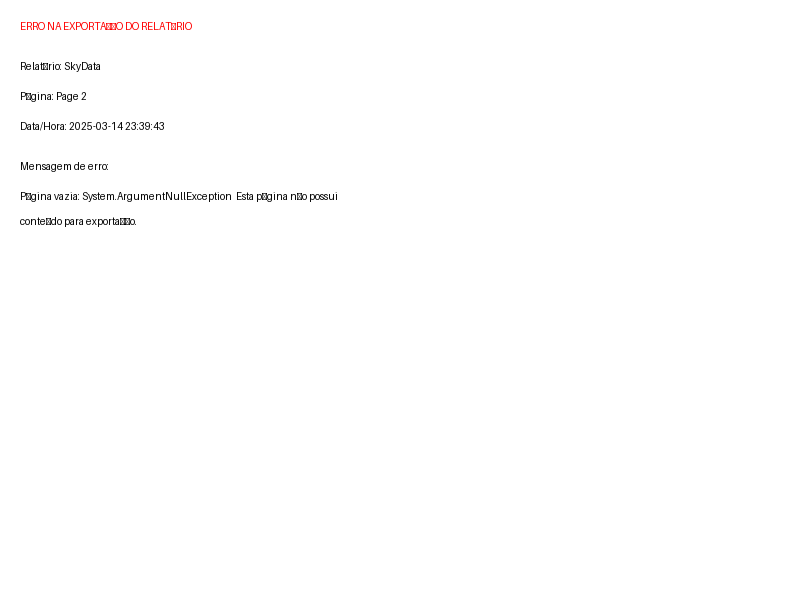 ERRO NA EXPORTA▯▯O DO RELAT▯RIO
Relat▯rio: SkyData
P▯gina: Page 2
Data/Hora: 2025-03-14 23:39:43
Mensagem de erro:
P▯gina vazia: System.ArgumentNullException  Esta p▯gina n▯o possui
conte▯do para exporta▯▯o.